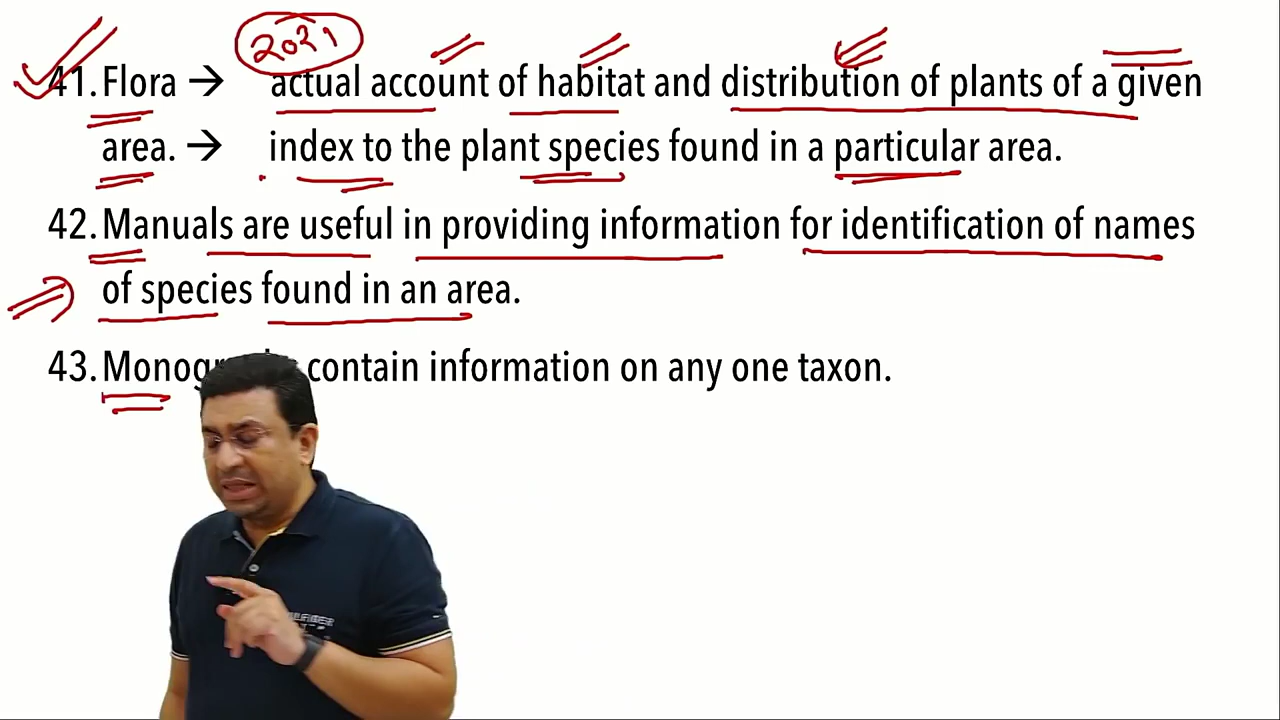 2021
41. Flora → actual account of habitat and distribution of plants of a given
area. → index to the plant species found in a particular area.
42. Manuals are useful in providing information for identification of names
of species found in an area.
43. contain information on any one taxon.